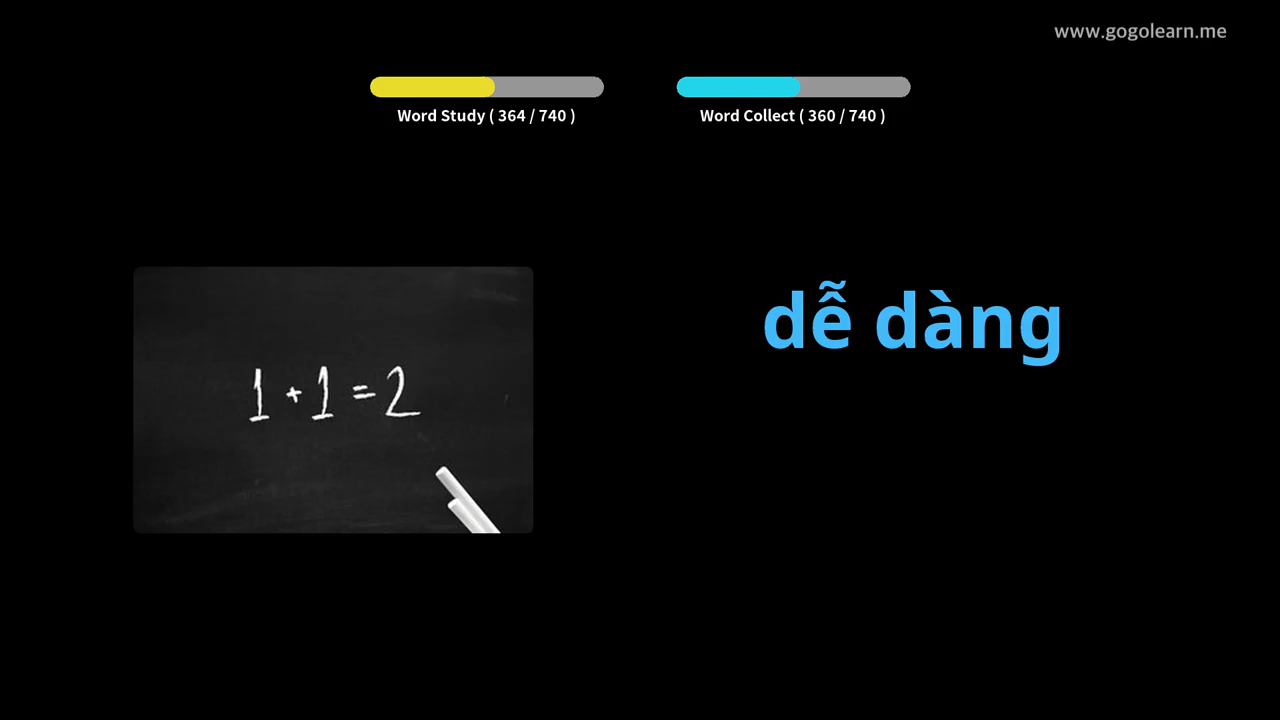 www.gogolearn.me
Word Study ( 364 / 740 )
Word Collect ( 360 / 740 )
dễ dàng
1 + 1 = 2